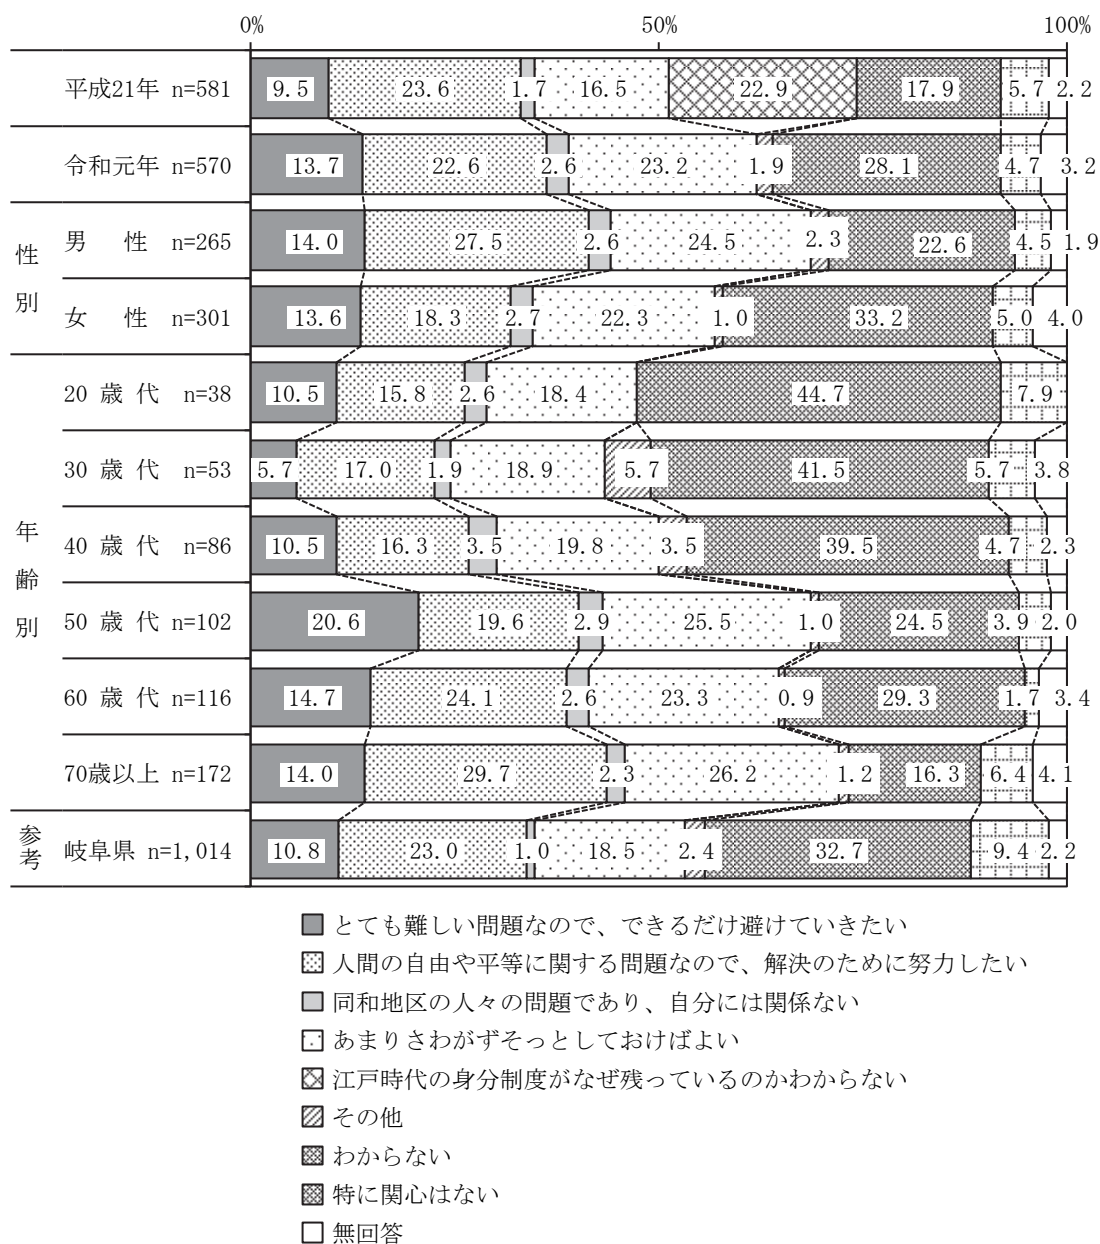 0% 50% 100%
平成21年 n=581 9.5 23.6 1.7 16.5 22.9 17.9 5.7 2.2
令和元年 n=570 13.7 22.6 2.6 23.2 1.9 28.1 4.7 3.2
性別
男 性 n=265 14.0 27.5 2.6 24.5 2.3 22.6 4.5 1.9
女 性 n=301 13.6 18.3 2.7 22.3 1.0 33.2 5.0 4.0
年齢別
20 歳 代 n=38 10.5 15.8 2.6 18.4 44.7 7.9
30 歳 代 n=53 5.7 17.0 1.9 18.9 5.7 41.5 5.7 3.8
40 歳 代 n=86 10.5 16.3 3.5 19.8 3.5 39.5 4.7 2.3
50 歳 代 n=102 20.6 19.6 2.9 25.5 1.0 24.5 3.9 2.0
60 歳 代 n=116 14.7 24.1 2.6 23.3 0.9 29.3 1.7 3.4
70歳以上 n=172 14.0 29.7 2.3 26.2 1.2 16.3 6.4 4.1
参考
岐阜県 n=1,014 10.8 23.0 1.0 18.5 2.4 32.7 9.4 2.2
とても難しい問題なので、できるだけ避けていきたい
人間の自由や平等に関する問題なので、解決のために努力したい
同和地区の人々の問題であり、自分には関係ない
あまりさわがずそっとしておけばよい
江戸時代の身分制度がなぜ残っているのかわからない
その他
わからない
特に関心はない
無回答